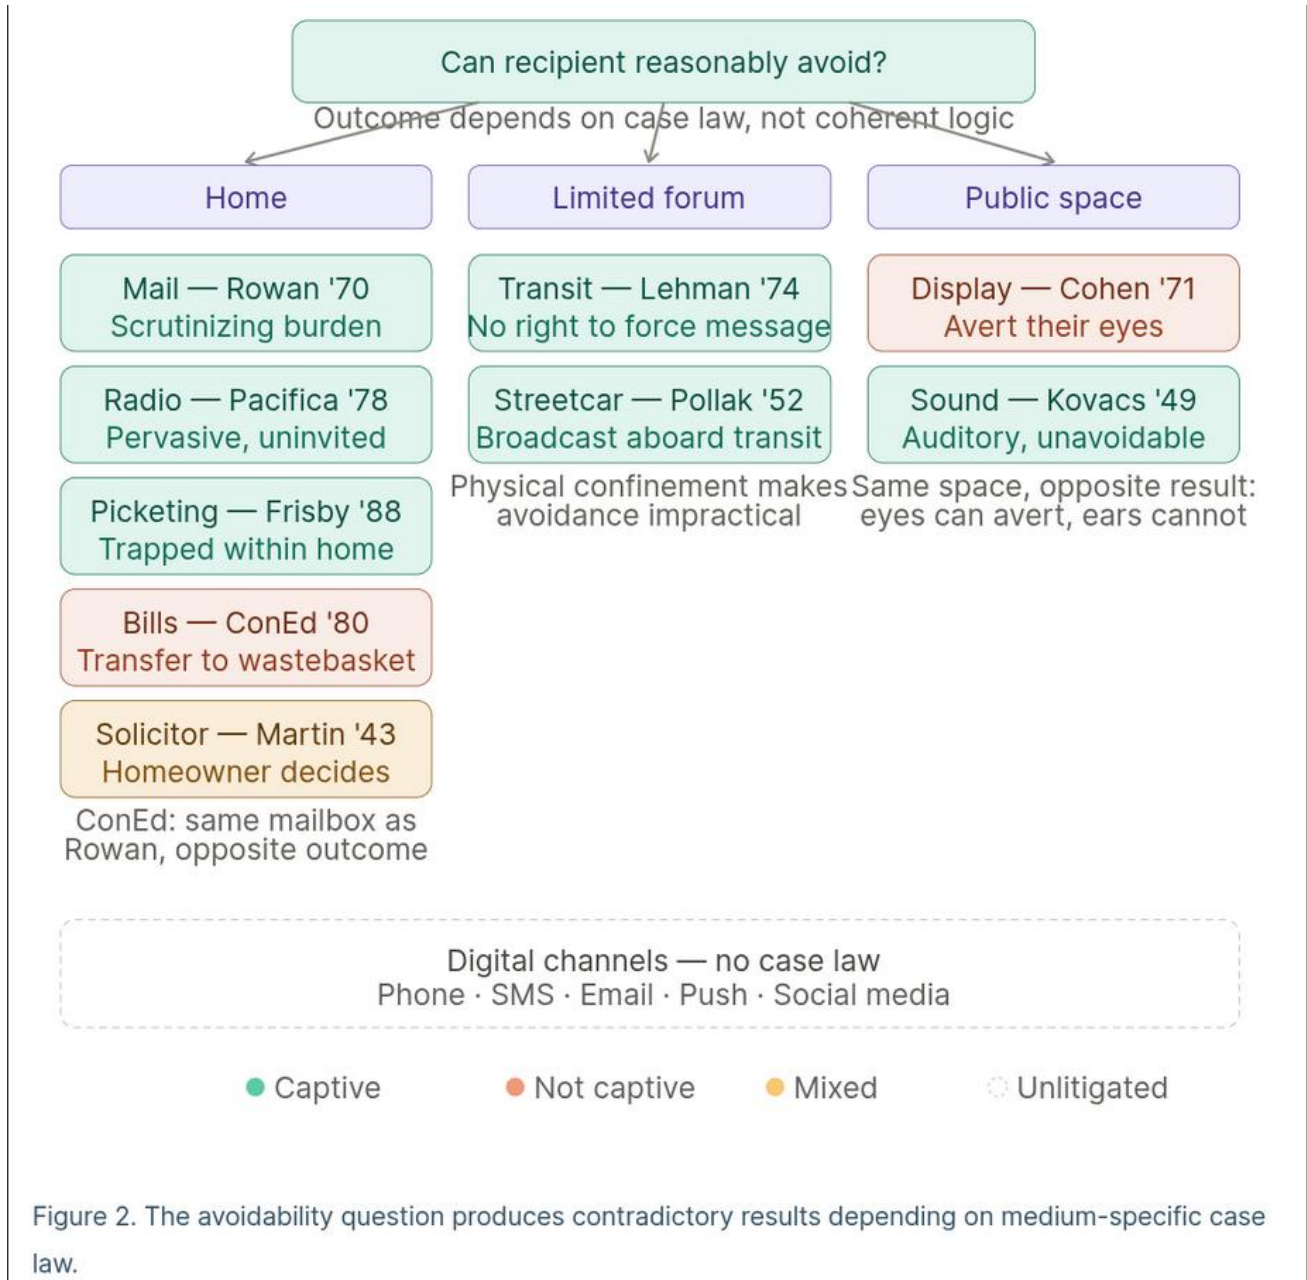 Can recipient reasonably avoid?
Outcome depends on case law, not coherent logic
Home
Mail — Rowan '70
Scrutinizing burden
Radio — Pacifica '78
Pervasive, uninvited
Picketing — Frisby '88
Trapped within home
Bills — ConEd '80
Transfer to wastebasket
Solicitor — Martin '43
Homeowner decides
ConEd: same mailbox as
Rowan, opposite outcome
Limited forum
Transit — Lehman '74
No right to force message
Streetcar — Pollak '52
Broadcast aboard transit
Physical confinement makes
avoidance impractical
Public space
Display — Cohen '71
Avert their eyes
Sound — Kovacs '49
Auditory, unavoidable
Same space, opposite result:
eyes can avert, ears cannot
Digital channels — no case law
Phone · SMS · Email · Push · Social media
Captive
Not captive
Mixed
Unlitigated
Figure 2. The avoidability question produces contradictory results depending on medium-specific case
law.